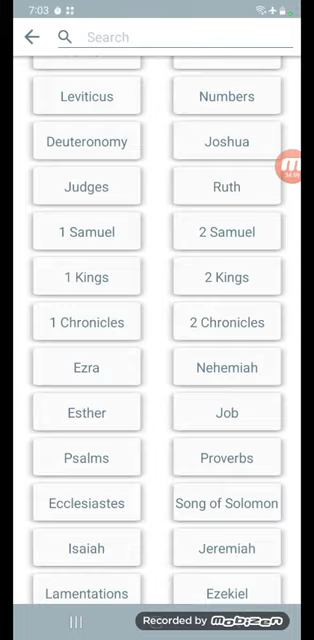 7:03
Search
Leviticus
Numbers
Deuteronomy
Joshua
Judges
Ruth
1 Samuel
2 Samuel
1 Kings
2 Kings
1 Chronicles
2 Chronicles
Ezra
Nehemiah
Esther
Job
Psalms
Proverbs
Ecclesiastes
Song of Solomon
Isaiah
Jeremiah
Lamentations
Ezekiel
Recorded by mobizen